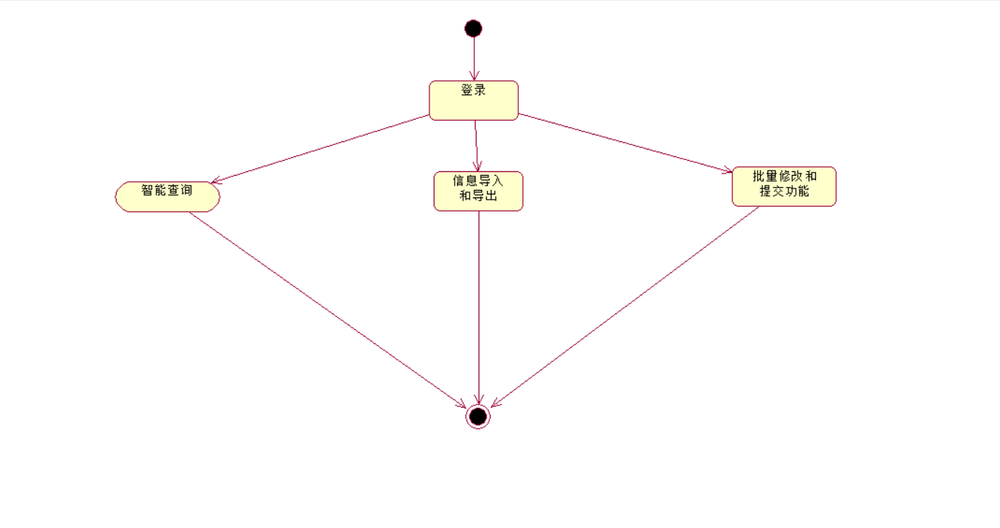 登录
智能查询
信息导入
和导出
批量修改和
提交功能